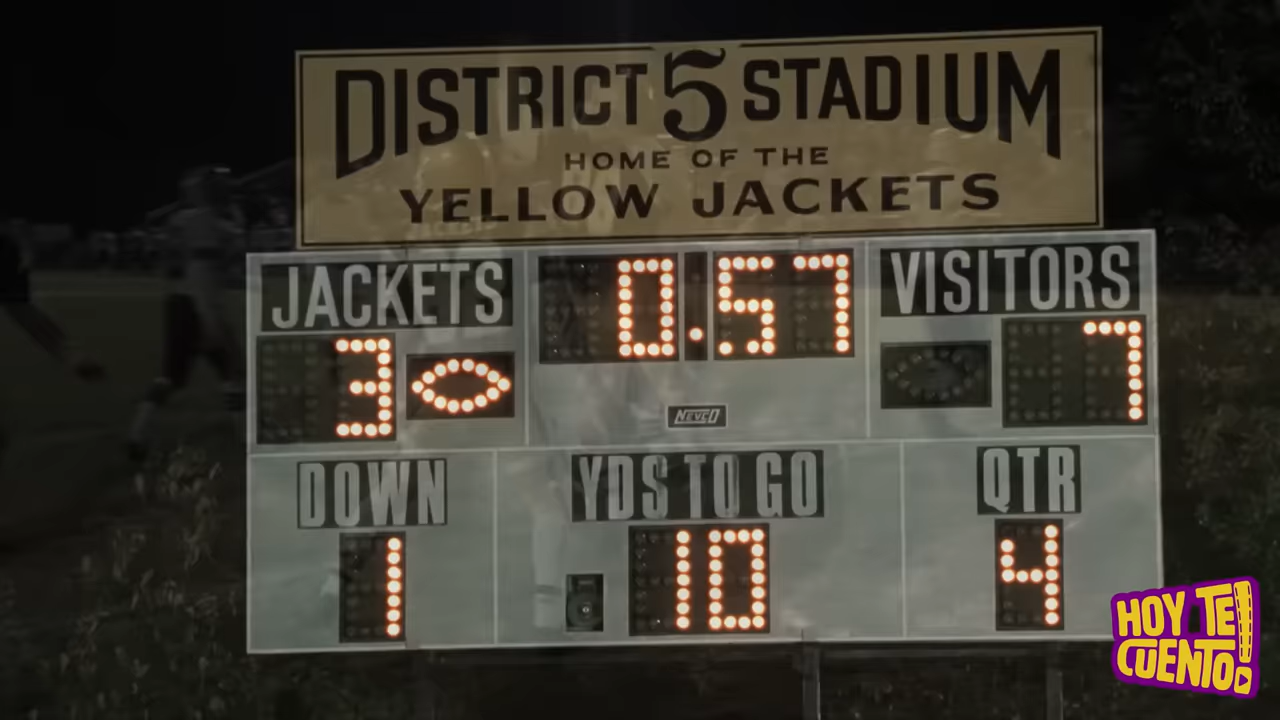 DISTRICT 5 STADIUM
HOME OF THE
YELLOW JACKETS
JACKETS
0.57
VISITORS
3
7
NEVCO
DOWN
YDS TO GO
QTR
1
10
4
HOY TE
CUENTO!